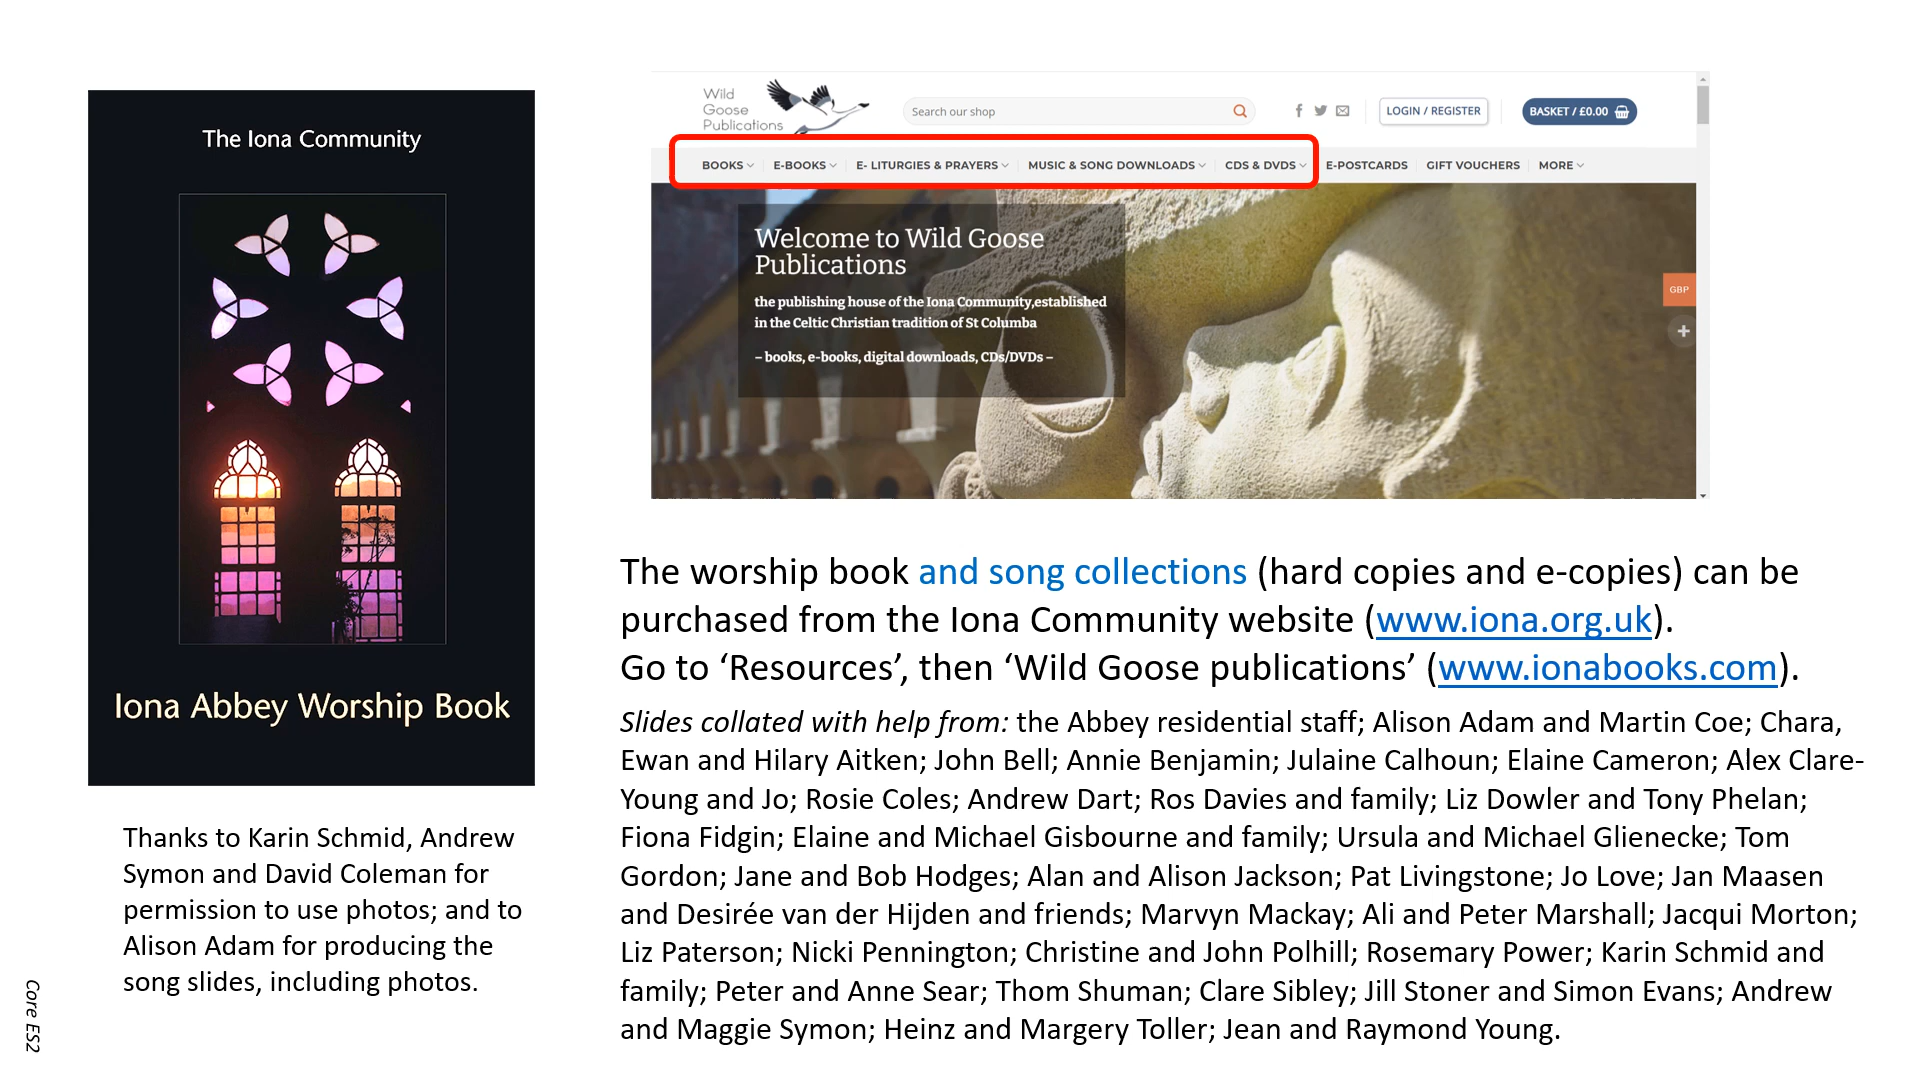 The Iona Community
Iona Abbey Worship Book
Thanks to Karin Schmid, Andrew
Symon and David Coleman for
permission to use photos; and to
Alison Adam for producing the
song slides, including photos.
Core ES2
Wild
Goose
Publications
Search our shop
LOGIN / REGISTER
BASKET / £0.00
BOOKS E-BOOKS E- LITURGIES & PRAYERS MUSIC & SONG DOWNLOADS CDS & DVDS E-POSTCARDS GIFT VOUCHERS MORE
Welcome to Wild Goose
Publications
the publishing house of the Iona Community,established
in the Celtic Christian tradition of St Columba
– books, e-books, digital downloads, CDs/DVDs –
GBP
The worship book and song collections (hard copies and e-copies) can be
purchased from the Iona Community website (www.iona.org.uk).
Go to ‘Resources’, then ‘Wild Goose publications’ (www.ionabooks.com).
Slides collated with help from: the Abbey residential staff; Alison Adam and Martin Coe; Chara,
Ewan and Hilary Aitken; John Bell; Annie Benjamin; Julaine Calhoun; Elaine Cameron; Alex Clare-
Young and Jo; Rosie Coles; Andrew Dart; Ros Davies and family; Liz Dowler and Tony Phelan;
Fiona Fidgin; Elaine and Michael Gisbourne and family; Ursula and Michael Glienecke; Tom
Gordon; Jane and Bob Hodges; Alan and Alison Jackson; Pat Livingstone; Jo Love; Jan Maasen
and Desirée van der Hijden and friends; Marvyn Mackay; Ali and Peter Marshall; Jacqui Morton;
Liz Paterson; Nicki Pennington; Christine and John Polhill; Rosemary Power; Karin Schmid and
family; Peter and Anne Sear; Thom Shuman; Clare Sibley; Jill Stoner and Simon Evans; Andrew
and Maggie Symon; Heinz and Margery Toller; Jean and Raymond Young.